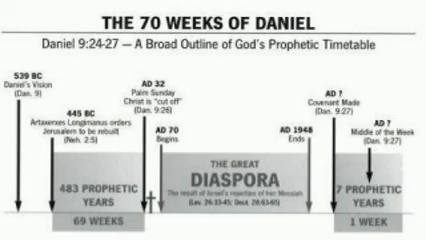 THE 70 WEEKS OF DANIEL
Daniel 9:24-27 — A Broad Outline of God's Prophetic Timetable
539 BC
Daniel's Vision
(Dan. 9)
445 BC
Artaxerxes Longimanus orders
Jerusalem to be rebuilt
(Neh. 2:5)
AD 32
Palm Sunday
Christ is "cut off"
(Dan. 9:26)
AD 70
Begins
AD 1948
Ends
AD ?
Covenant Made
(Dan. 9:27)
AD ?
Middle of the Week
(Dan. 9:27)
483 PROPHETIC
YEARS
69 WEEKS
THE GREAT
DIASPORA
The result of Israel's rejection of her Messiah
(Lev. 26:33-45; Deut. 28:63-65)
7 PROPHETIC
YEARS
1 WEEK